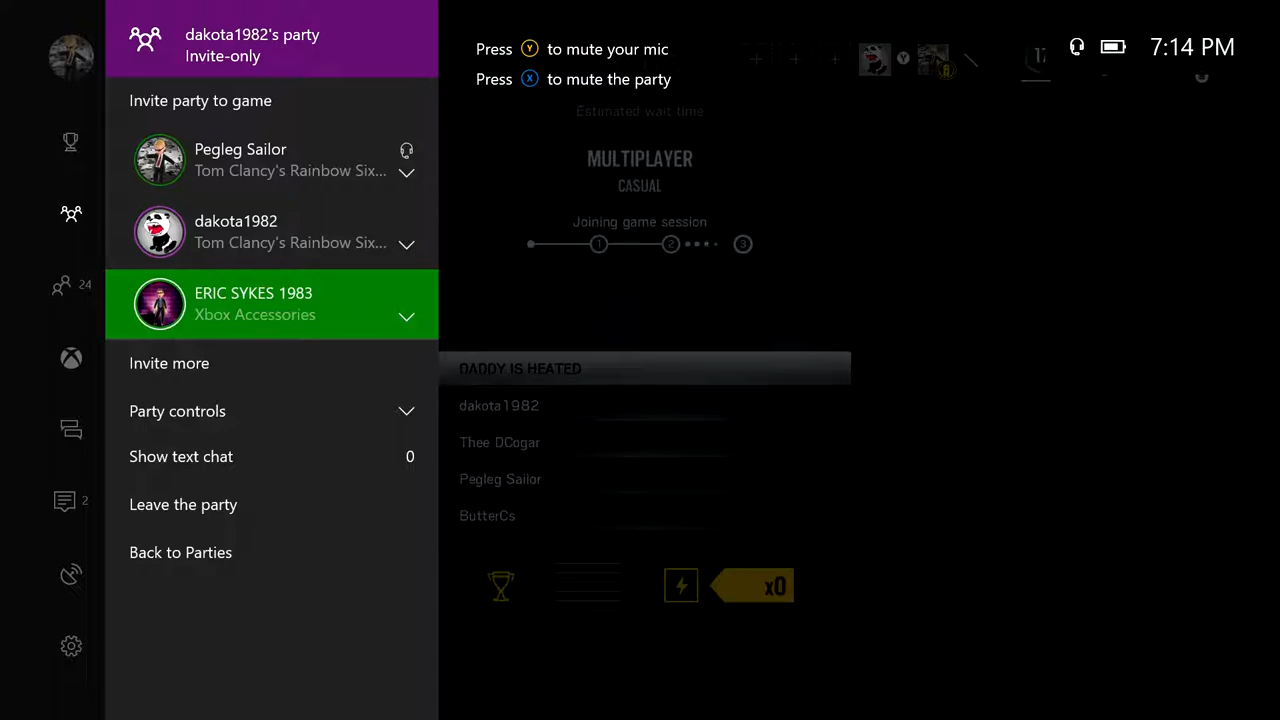 dakota1982's party
Invite-only
Invite party to game
Pegleg Sailor
Tom Clancy's Rainbow Six...
dakota1982
Tom Clancy's Rainbow Six...
ERIC SYKES 1983
Xbox Accessories
Invite more
Party controls
Show text chat 0
Leave the party
Back to Parties
24
2
Press Y to mute your mic
Press X to mute the party
Y
7:14 PM
Estimated wait time
MULTIPLAYER
CASUAL
Joining game session
1 2 3
DADDY IS HEATED
dakota1982
Thee DCogar
Pegleg Sailor
ButterCs
x0